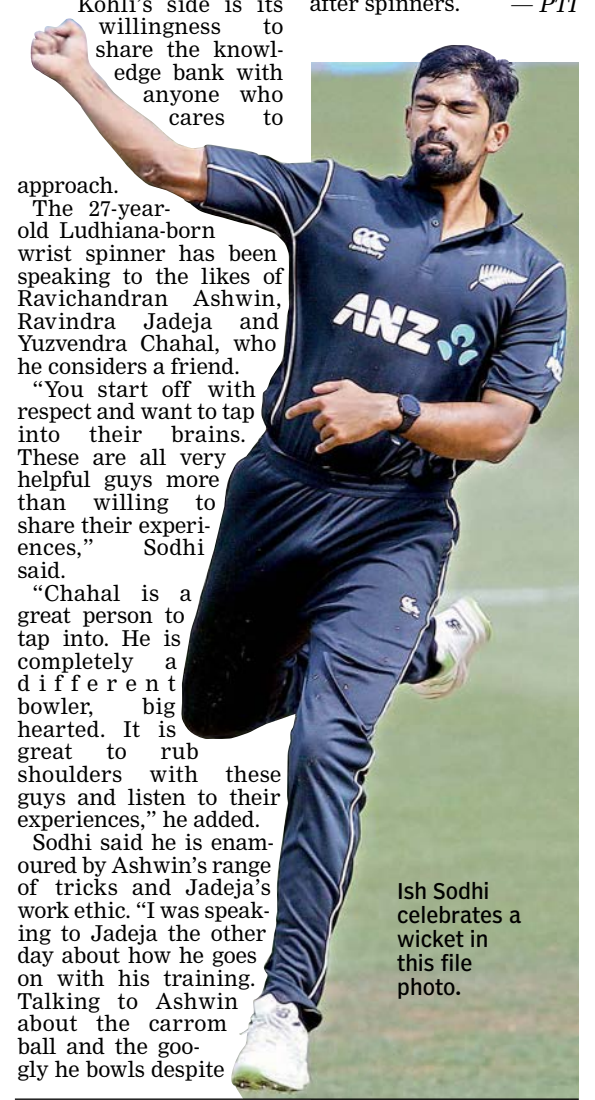 Kohli's side is its
willingness to
share the knowl-
edge bank with
anyone who
cares to
approach.
The 27-year-
old Ludhiana-born
wrist spinner has been
speaking to the likes of
Ravichandran Ashwin,
Ravindra Jadeja and
Yuzvendra Chahal, who
he considers a friend.
“You start off with
respect and want to tap
into their brains.
These are all very
helpful guys more
than willing to
share their experi-
ences,” Sodhi
said.
“Chahal is a
great person to
tap into. He is
completely a
different
bowler, big
hearted. It is
great to rub
shoulders with these
guys and listen to their
experiences,” he added.
Sodhi said he is enam-
oured by Ashwin's range
of tricks and Jadeja's
work ethic. “I was speak-
ing to Jadeja the other
day about how he goes
on with his training.
Talking to Ashwin
about the carrom
ball and the goo-
gly he bowls despite
after spinners. — PTI
canterbury
ANZ
Ish Sodhi
celebrates a
wicket in
this file
photo.